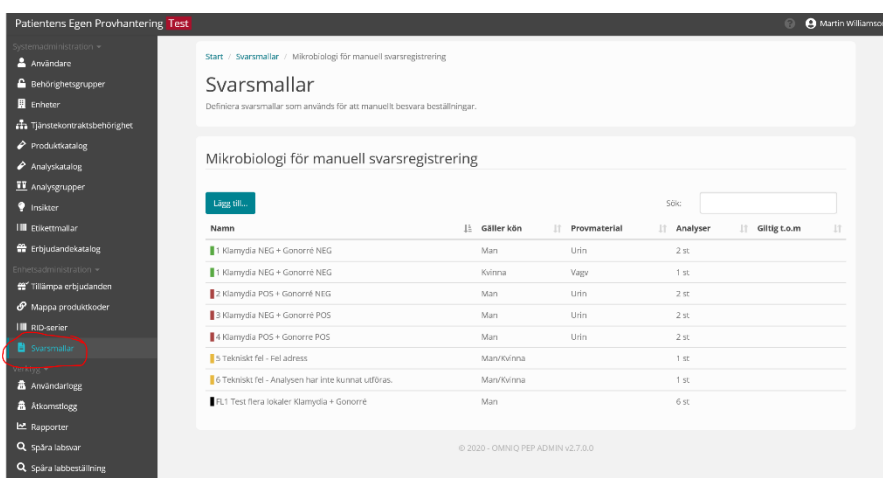 Patientens Egen Provhantering Test
Martin Williamson
Systemadministration
Användare
Behörighetsgrupper
Enheter
Tjänstekontraktsbehörighet
Produktkatalog
Analyskatalog
Analysgrupper
Insikter
Etikettmallar
Erbjudandekatalog
Enhetsadministration
Tillämpa erbjudanden
Mappa produktkoder
RID-serier
Svarsmallar
Verktyg
Användarlogg
Åtkomstlogg
Rapporter
Spåra labsvar
Spåra labbeställning
Start / Svarsmallar / Mikrobiologi för manuell svarsregistrering
Svarsmallar
Definiera svarsmallar som används för att manuellt besvara beställningar.
Mikrobiologi för manuell svarsregistrering
Lägg till... Sök:
Namn Gäller kön Provmaterial Analyser Giltig t.o.m
1 Klamydia NEG + Gonorré NEG Man Urin 2 st
1 Klamydia NEG + Gonorré NEG Kvinna Vagv 1 st
2 Klamydia POS + Gonorré NEG Man Urin 2 st
3 Klamydia NEG + Gonorré POS Man Urin 2 st
4 Klamydia POS + Gonorre POS Man Urin 2 st
5 Tekniskt fel - Fel adress Man/Kvinna 1 st
6 Tekniskt fel - Analysen har inte kunnat utföras. Man/Kvinna 1 st
FL1 Test flera lokaler Klamydia + Gonorré Man 6 st
© 2020 - OMNIQ PEP ADMIN v2.7.0.0